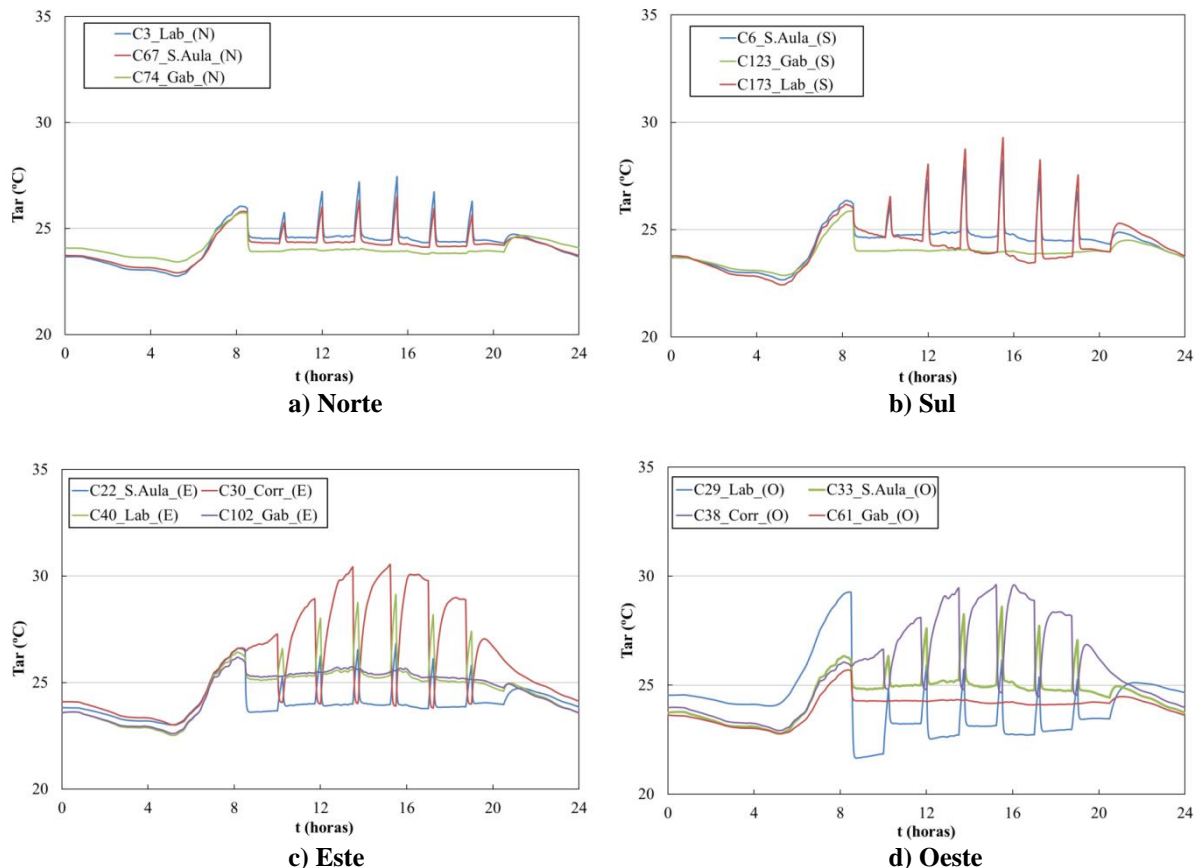 35
30
25
20
Tar (ºC)
C3_Lab_(N)
C67_S.Aula_(N)
C74_Gab_(N)
0 4 8 12 16 20 24
t (horas)
a) Norte
35
30
25
20
Tar (ºC)
C6_S.Aula_(S)
C123_Gab_(S)
C173_Lab_(S)
0 4 8 12 16 20 24
t (horas)
b) Sul
35
30
25
20
Tar (ºC)
C22_S.Aula_(E) C30_Corr_(E)
C40_Lab_(E) C102_Gab_(E)
0 4 8 12 16 20 24
t (horas)
c) Este
35
30
25
20
Tar (ºC)
C29_Lab_(O) C33_S.Aula_(O)
C38_Corr_(O) C61_Gab_(O)
0 4 8 12 16 20 24
t (horas)
d) Oeste